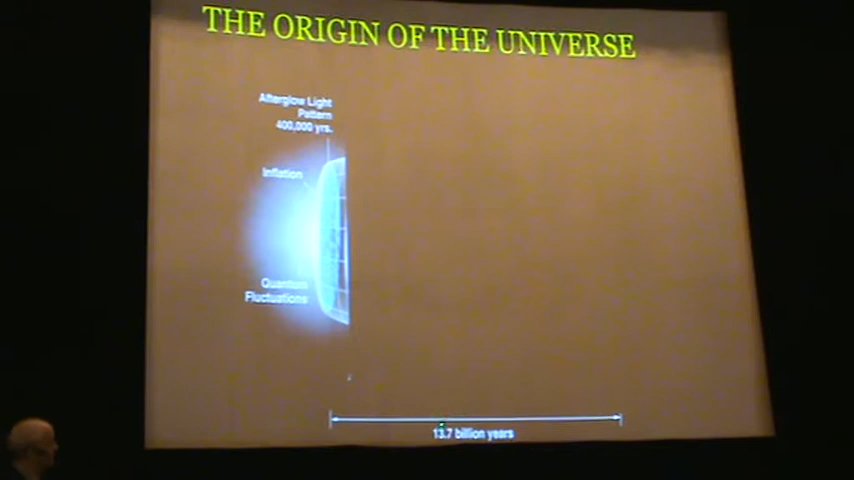 THE ORIGIN OF THE UNIVERSE
Afterglow Light
Pattern
400,000 yrs.
Inflation
Quantum
Fluctuations
13.7 billion years